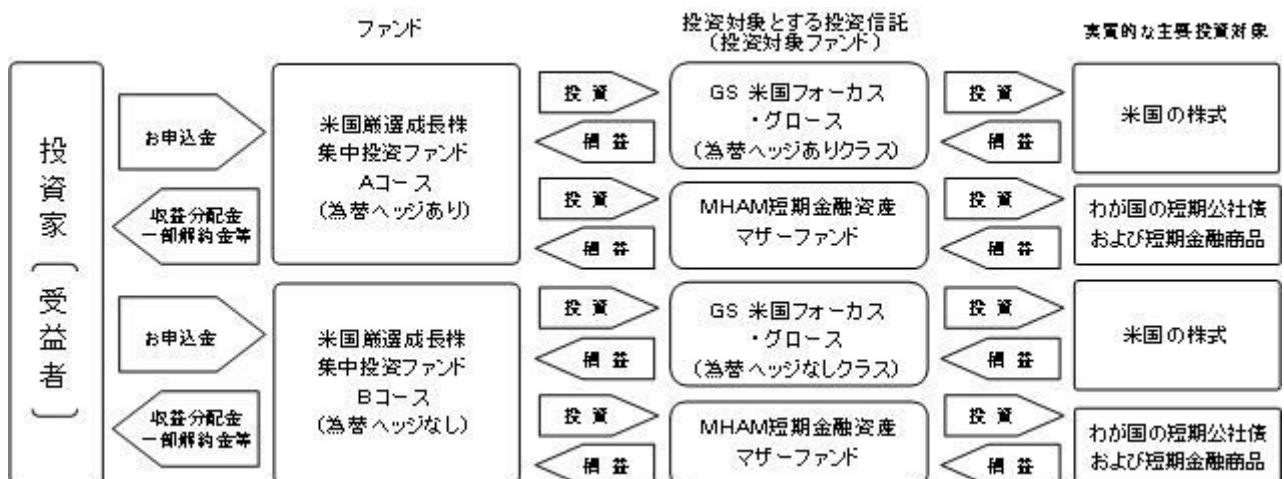 ファンド
投資対象とする投資信託
(投資対象ファンド)
実質的な主要投資対象
投資家
〔受益者〕
お申込金
収益分配金
一部解約金等
米国厳選成長株
集中投資ファンド
Aコース
(為替ヘッジあり)
投資
損益
GS 米国フォーカス
・グロース
(為替ヘッジありクラス)
投資
損益
米国の株式
投資
損益
MHAM短期金融資産
マザーファンド
投資
損益
わが国の短期公社債
および短期金融商品
お申込金
収益分配金
一部解約金等
米国厳選成長株
集中投資ファンド
Bコース
(為替ヘッジなし)
投資
損益
GS 米国フォーカス
・グロース
(為替ヘッジなしクラス)
投資
損益
米国の株式
投資
損益
MHAM短期金融資産
マザーファンド
投資
損益
わが国の短期公社債
および短期金融商品